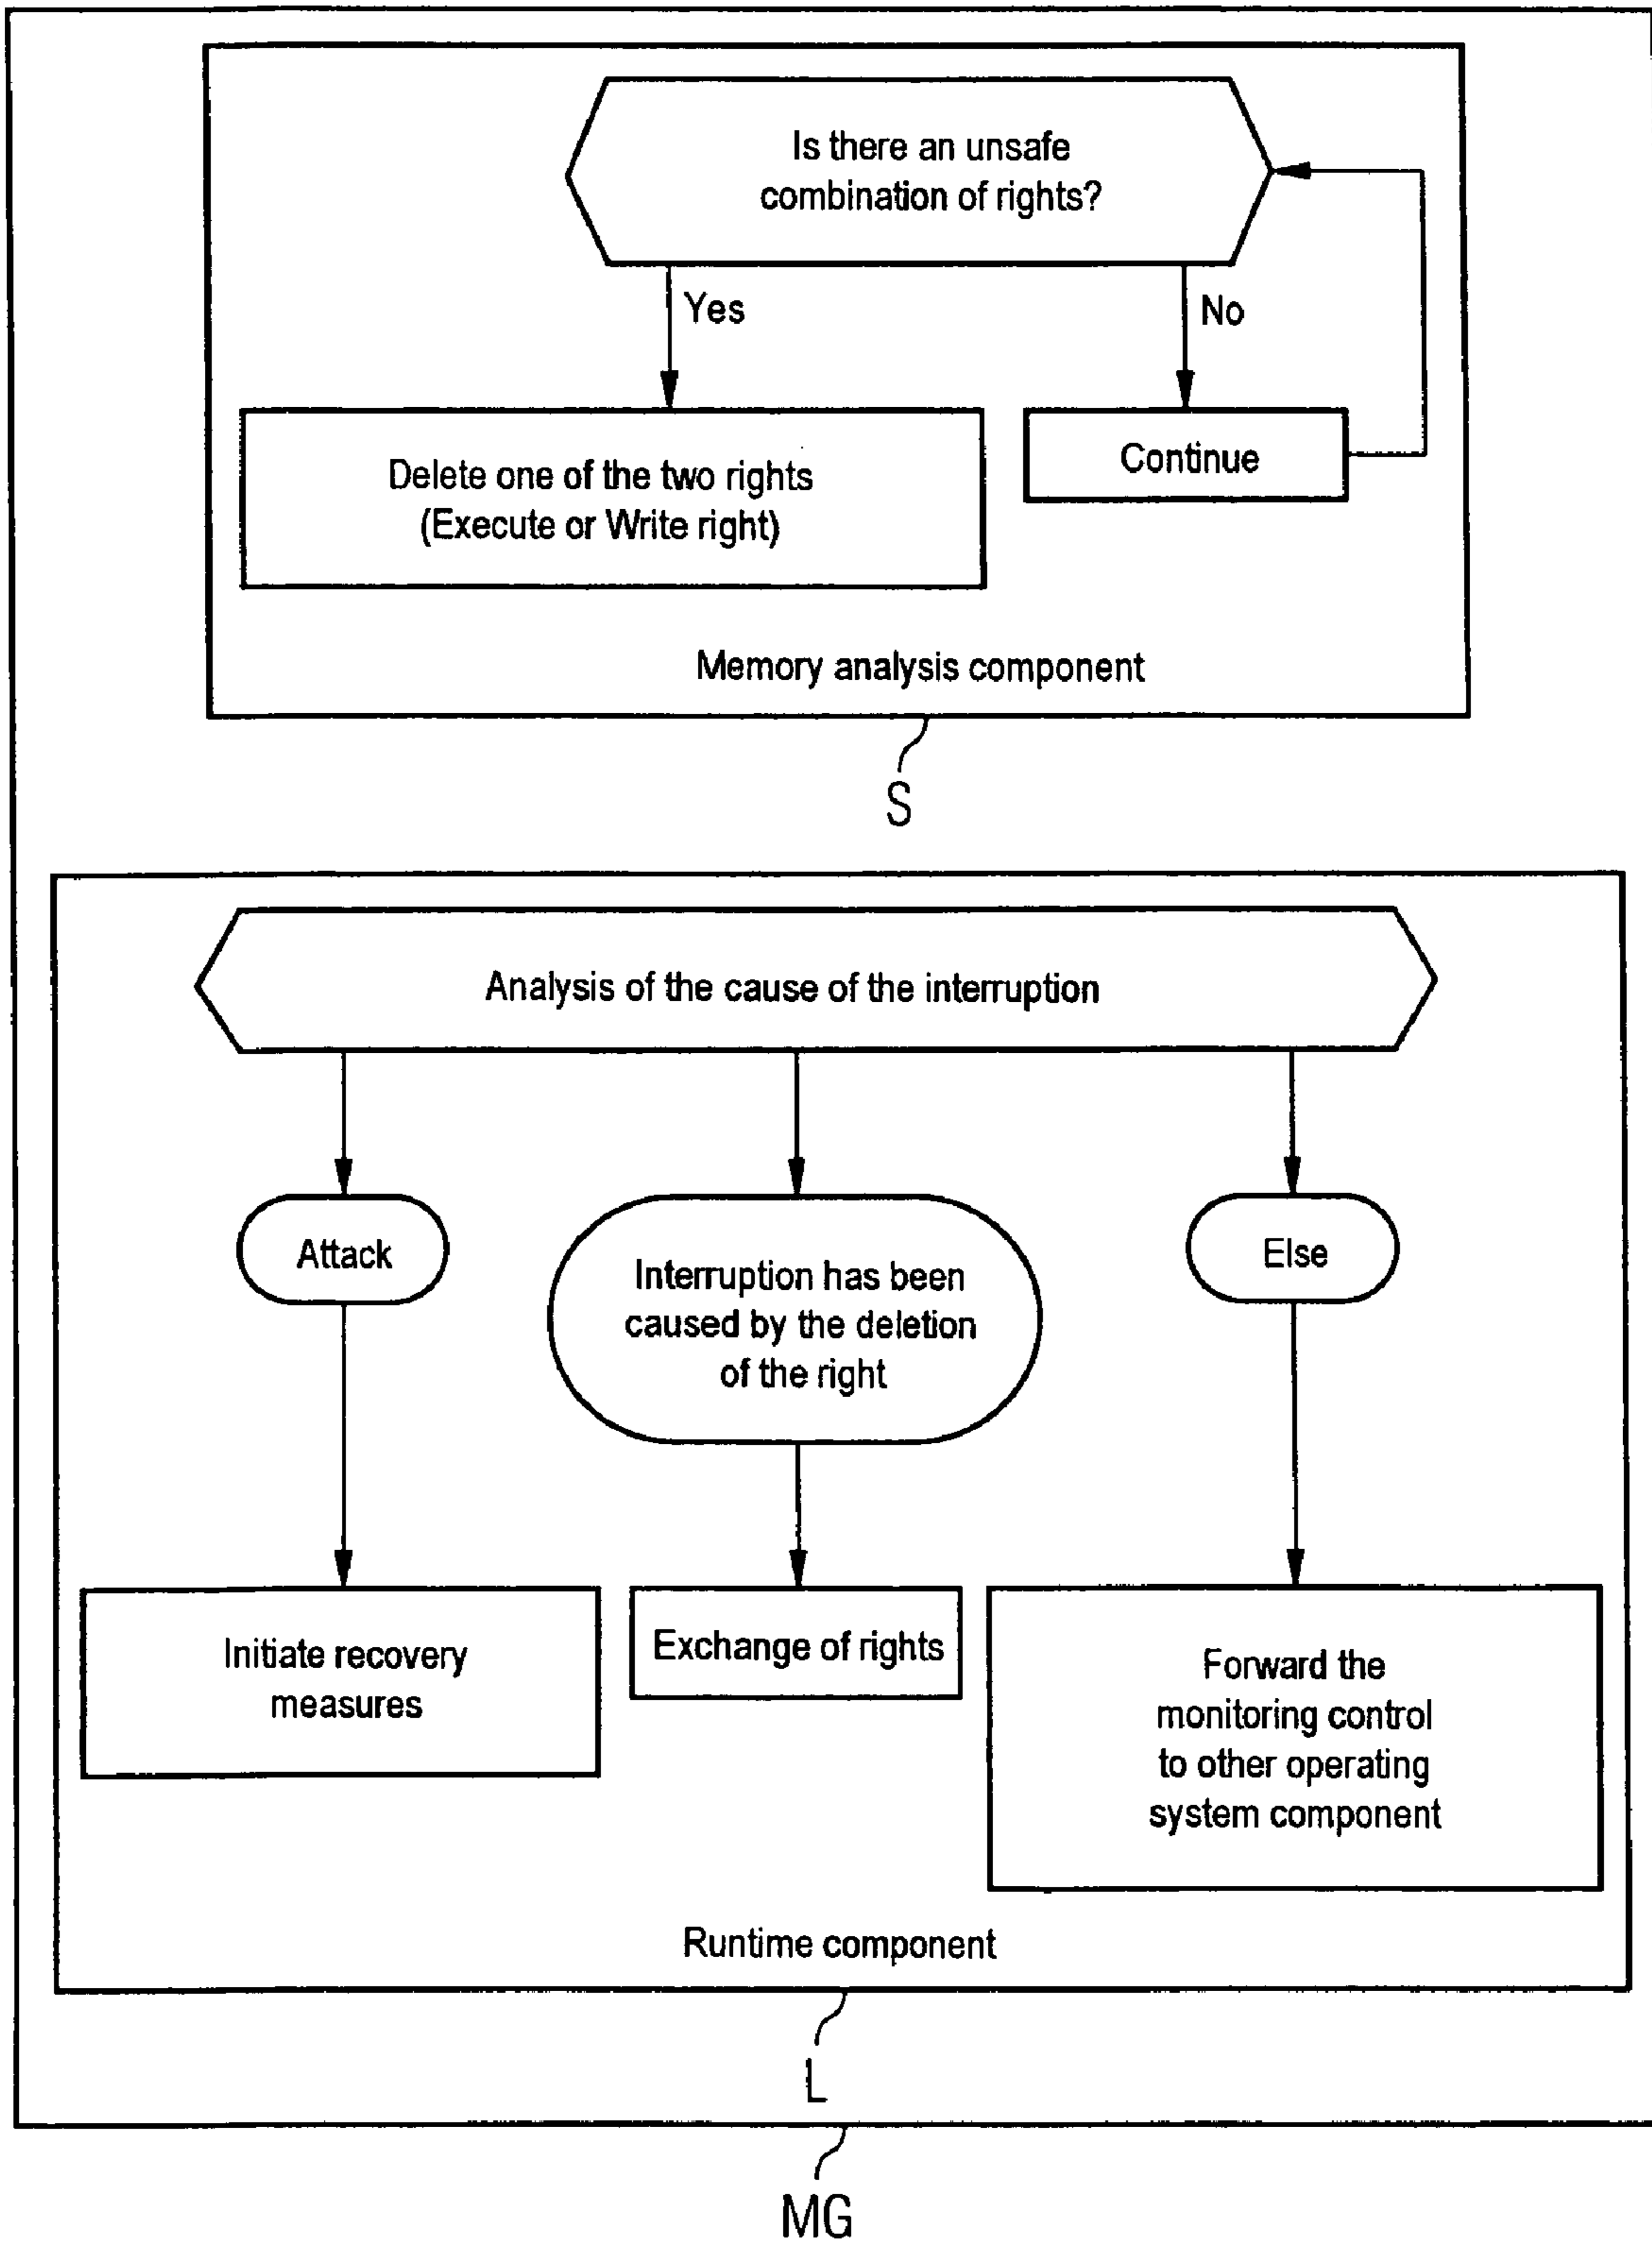 Is there an unsafe
combination of rights?
Yes
No
Delete one of the two rights
(Execute or Write right)
Continue
Memory analysis component
S
Analysis of the cause of the interruption
Attack
Interruption has been
caused by the deletion
of the right
Else
Initiate recovery
measures
Exchange of rights
Forward the
monitoring control
to other operating
system component
Runtime component
L
MG